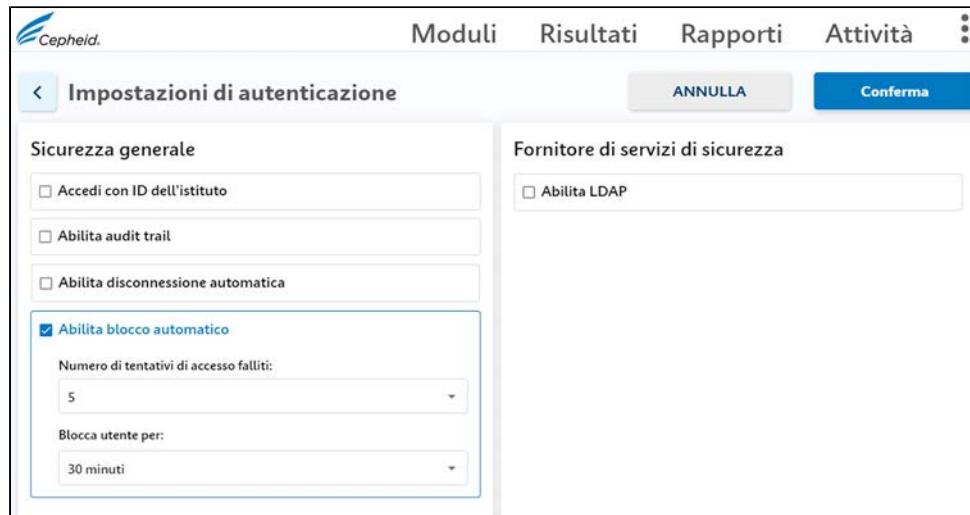 Cepheid.
Moduli Risultati Rapporti Attività
Impostazioni di autenticazione
ANNULLA
Conferma
Sicurezza generale
Accedi con ID dell'istituto
Abilita audit trail
Abilita disconnessione automatica
Abilita blocco automatico
Numero di tentativi di accesso falliti:
5
Blocca utente per:
30 minuti
Fornitore di servizi di sicurezza
Abilita LDAP